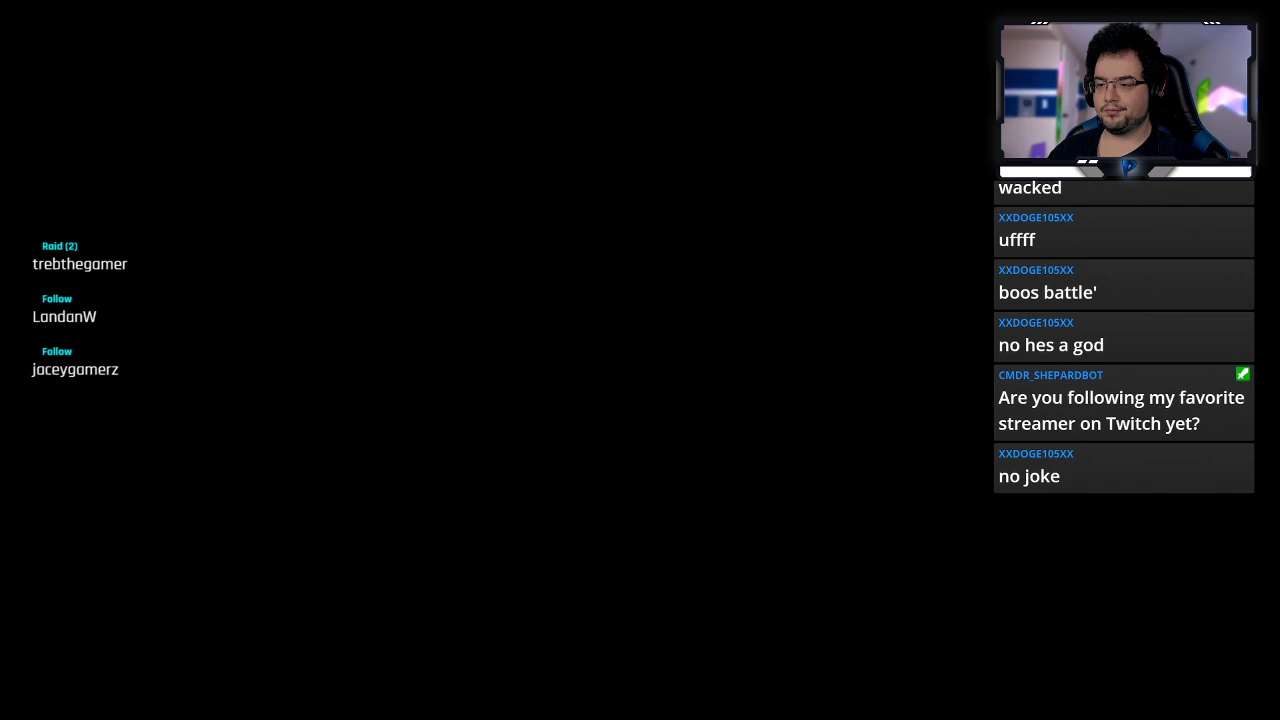 Raid (2)
trebthegamer
Follow
LandanW
Follow
jaceygamerz
wacked
XXDOGE105XX
uffff
XXDOGE105XX
boos battle'
XXDOGE105XX
no hes a god
CMDR_SHEPARDBOT
Are you following my favorite
streamer on Twitch yet?
XXDOGE105XX
no joke